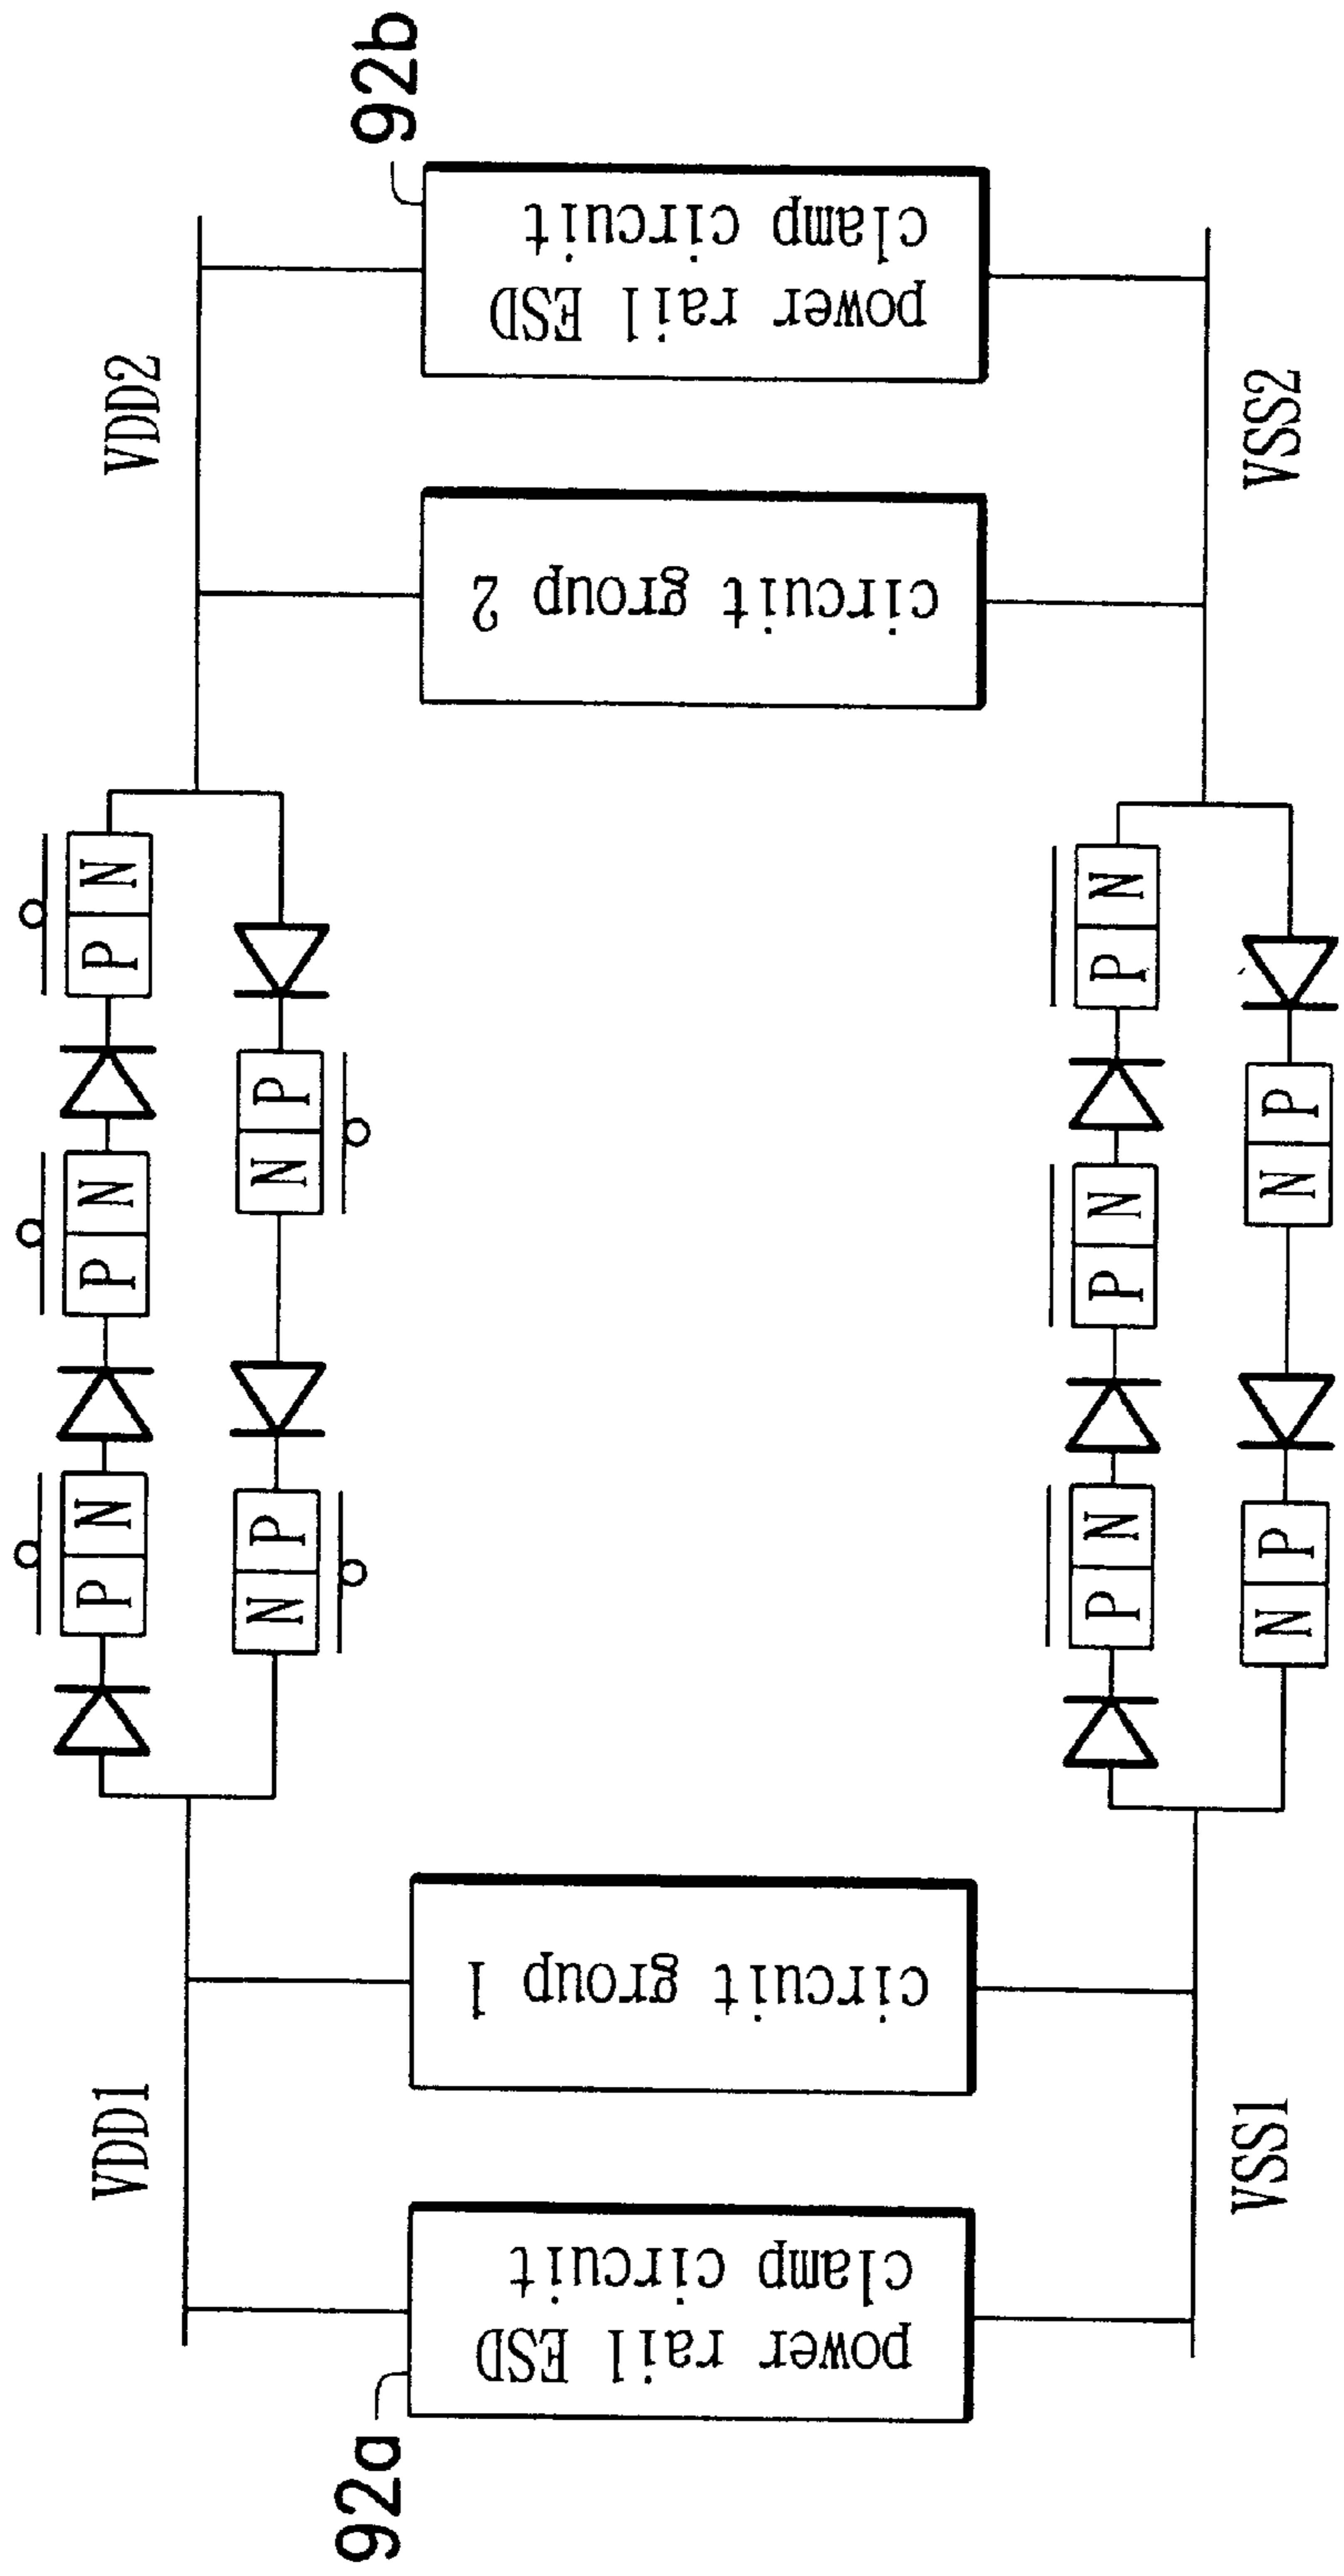 VDD1
VDD2
P N
P N
P N
N P
N P
92a
power rail ESD
clamp circuit
circuit group 1
circuit group 2
power rail ESD
clamp circuit
92b
P N
P N
P N
N P
N P
VSS1
VSS2